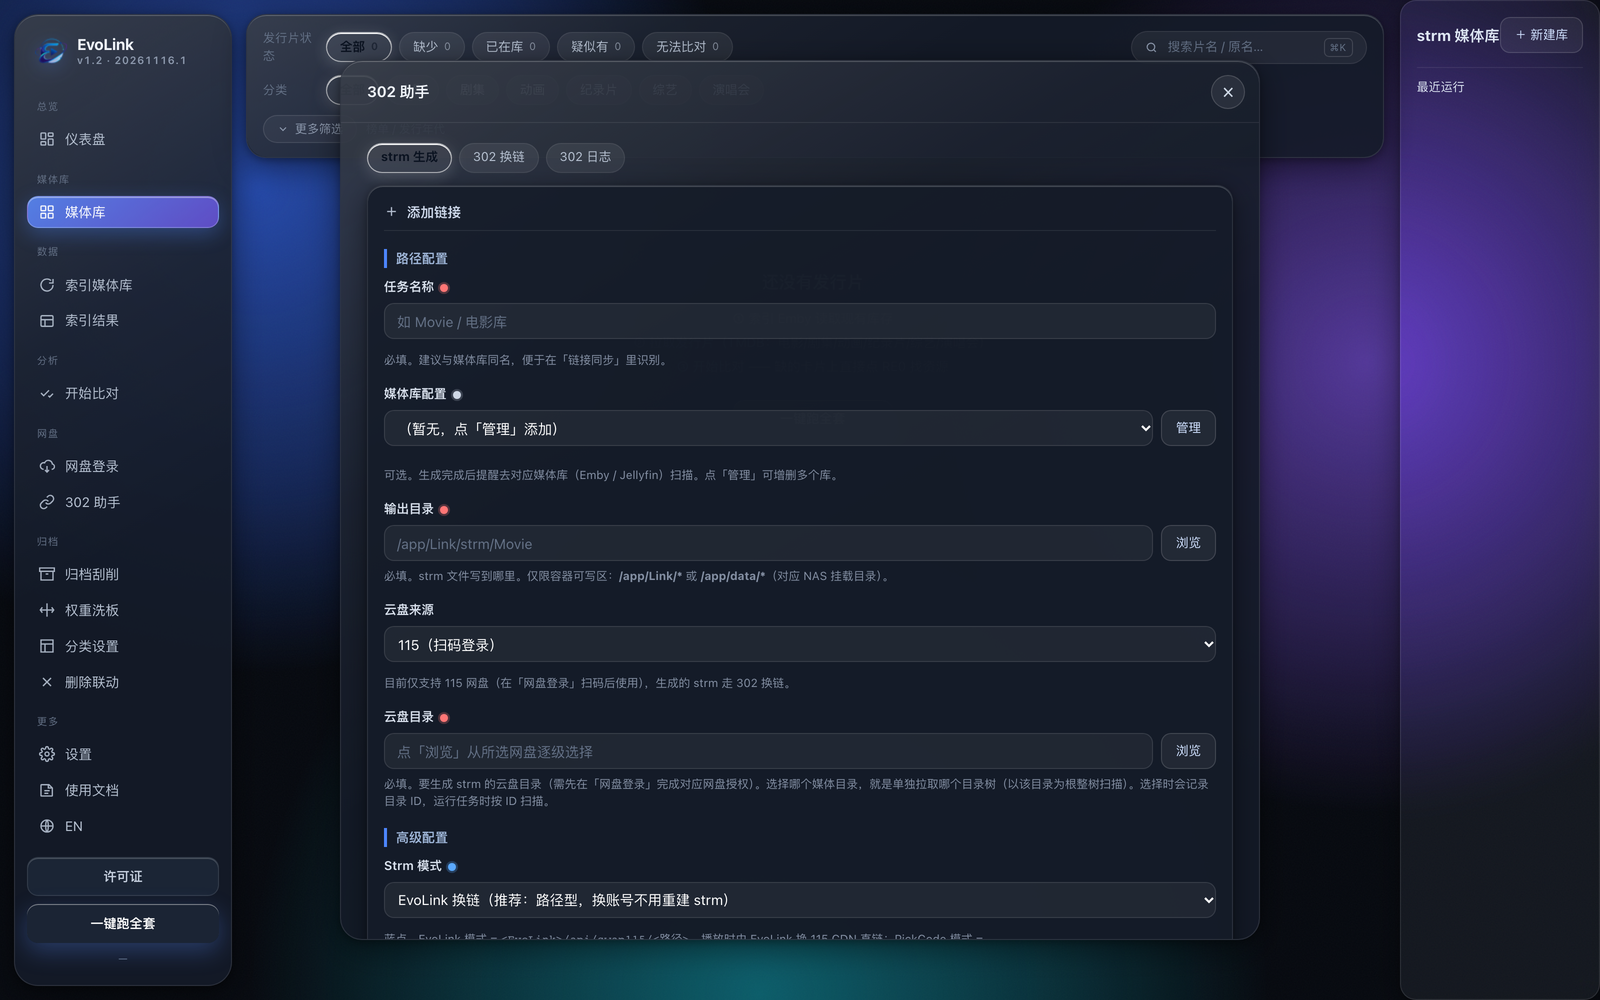 EvoLink
v1.2 · 20261116.1
总览
仪表盘
媒体库
媒体库
数据
索引媒体库
索引结果
分析
开始比对
网盘
网盘登录
302 助手
归档
归档刮削
权重洗板
分类设置
删除联动
更多
设置
使用文档
EN
许可证
一键跑全套
—
发行片状态
全部 0
缺少 0
已在库 0
疑似有 0
无法比对 0
搜索片名 / 原名...
⌘K
分类
剧集
动画
纪录片
综艺
演唱会
更多筛选
302 助手
strm 生成
302 换链
302 日志
+ 添加链接
路径配置
任务名称
如 Movie / 电影库
必填。建议与媒体库同名，便于在「链接同步」里识别。
媒体库配置
（暂无，点「管理」添加）
管理
可选。生成完成后提醒去对应媒体库（Emby / Jellyfin）扫描。点「管理」可增删多个库。
输出目录
/app/Link/strm/Movie
浏览
必填。strm 文件写到哪里。仅限容器可写区：/app/Link/* 或 /app/data/*（对应 NAS 挂载目录）。
云盘来源
115（扫码登录）
目前仅支持 115 网盘（在「网盘登录」扫码后使用），生成的 strm 走 302 换链。
云盘目录
点「浏览」从所选网盘逐级选择
浏览
必填。要生成 strm 的云盘目录（需先在「网盘登录」完成对应网盘授权）。选择哪个媒体目录，就是单独拉取哪个目录树（以该目录为根整树扫描）。选择时会记录
目录 ID，运行任务时按 ID 扫描。
高级配置
Strm 模式
EvoLink 换链（推荐：路径型，换账号不用重建 strm）
strm 媒体库
+ 新建库
最近运行